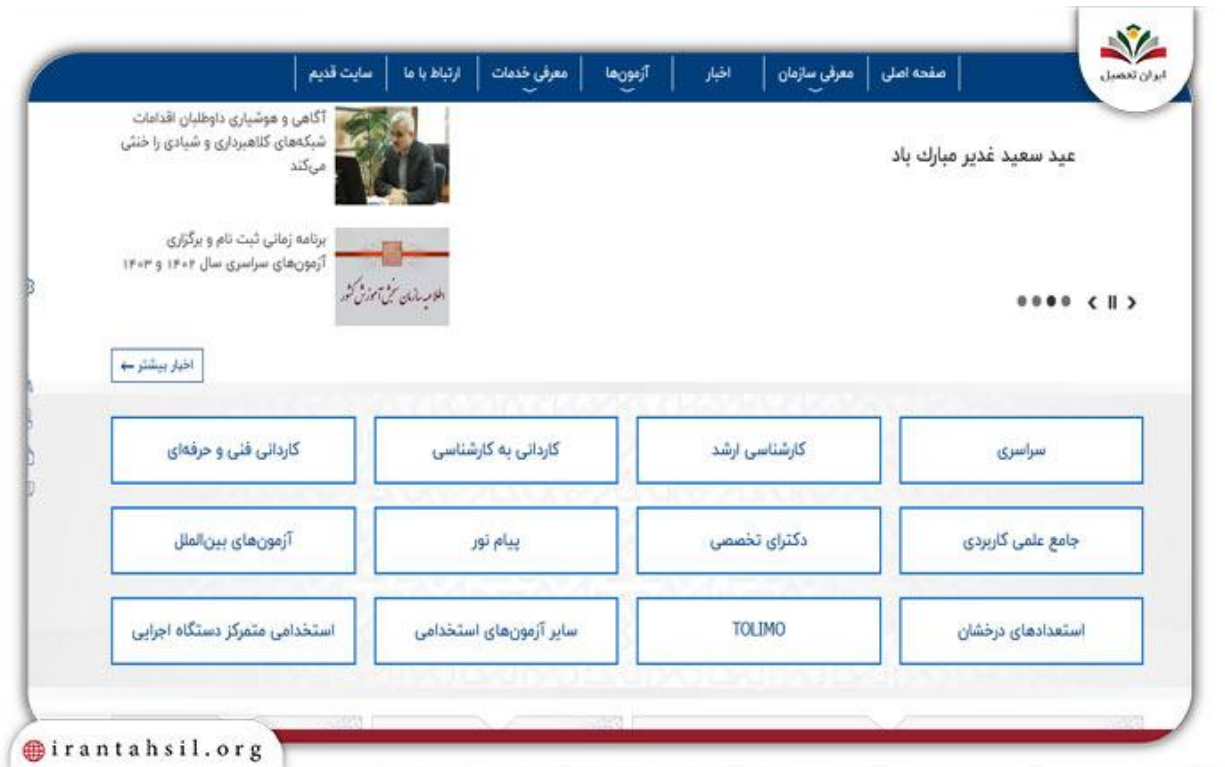 ایران تحصیل
صفحه اصلی
معرفی سازمان
اخبار
آزمون‌ها
معرفی خدمات
ارتباط با ما
سایت قدیم
عید سعید غدیر مبارك باد
آگاهی و هوشیاری داوطلبان اقدامات
شبکه‌های کلاهبرداری و شیادی را خنثی
می‌کند
برنامه زمانی ثبت نام و برگزاری
آزمون‌های سراسری سال ۱۴۰۲ و ۱۴۰۳
اطلاعیه سازمان سنجش آموزش کشور
اخبار بیشتر ←
سراسری
کارشناسی ارشد
کاردانی به کارشناسی
کاردانی فنی و حرفه‌ای
جامع علمی کاربردی
دکترای تخصصی
پیام نور
آزمون‌های بین‌الملل
استعدادهای درخشان
TOLIMO
سایر آزمون‌های استخدامی
استخدامی متمرکز دستگاه اجرایی
irantahsil.org